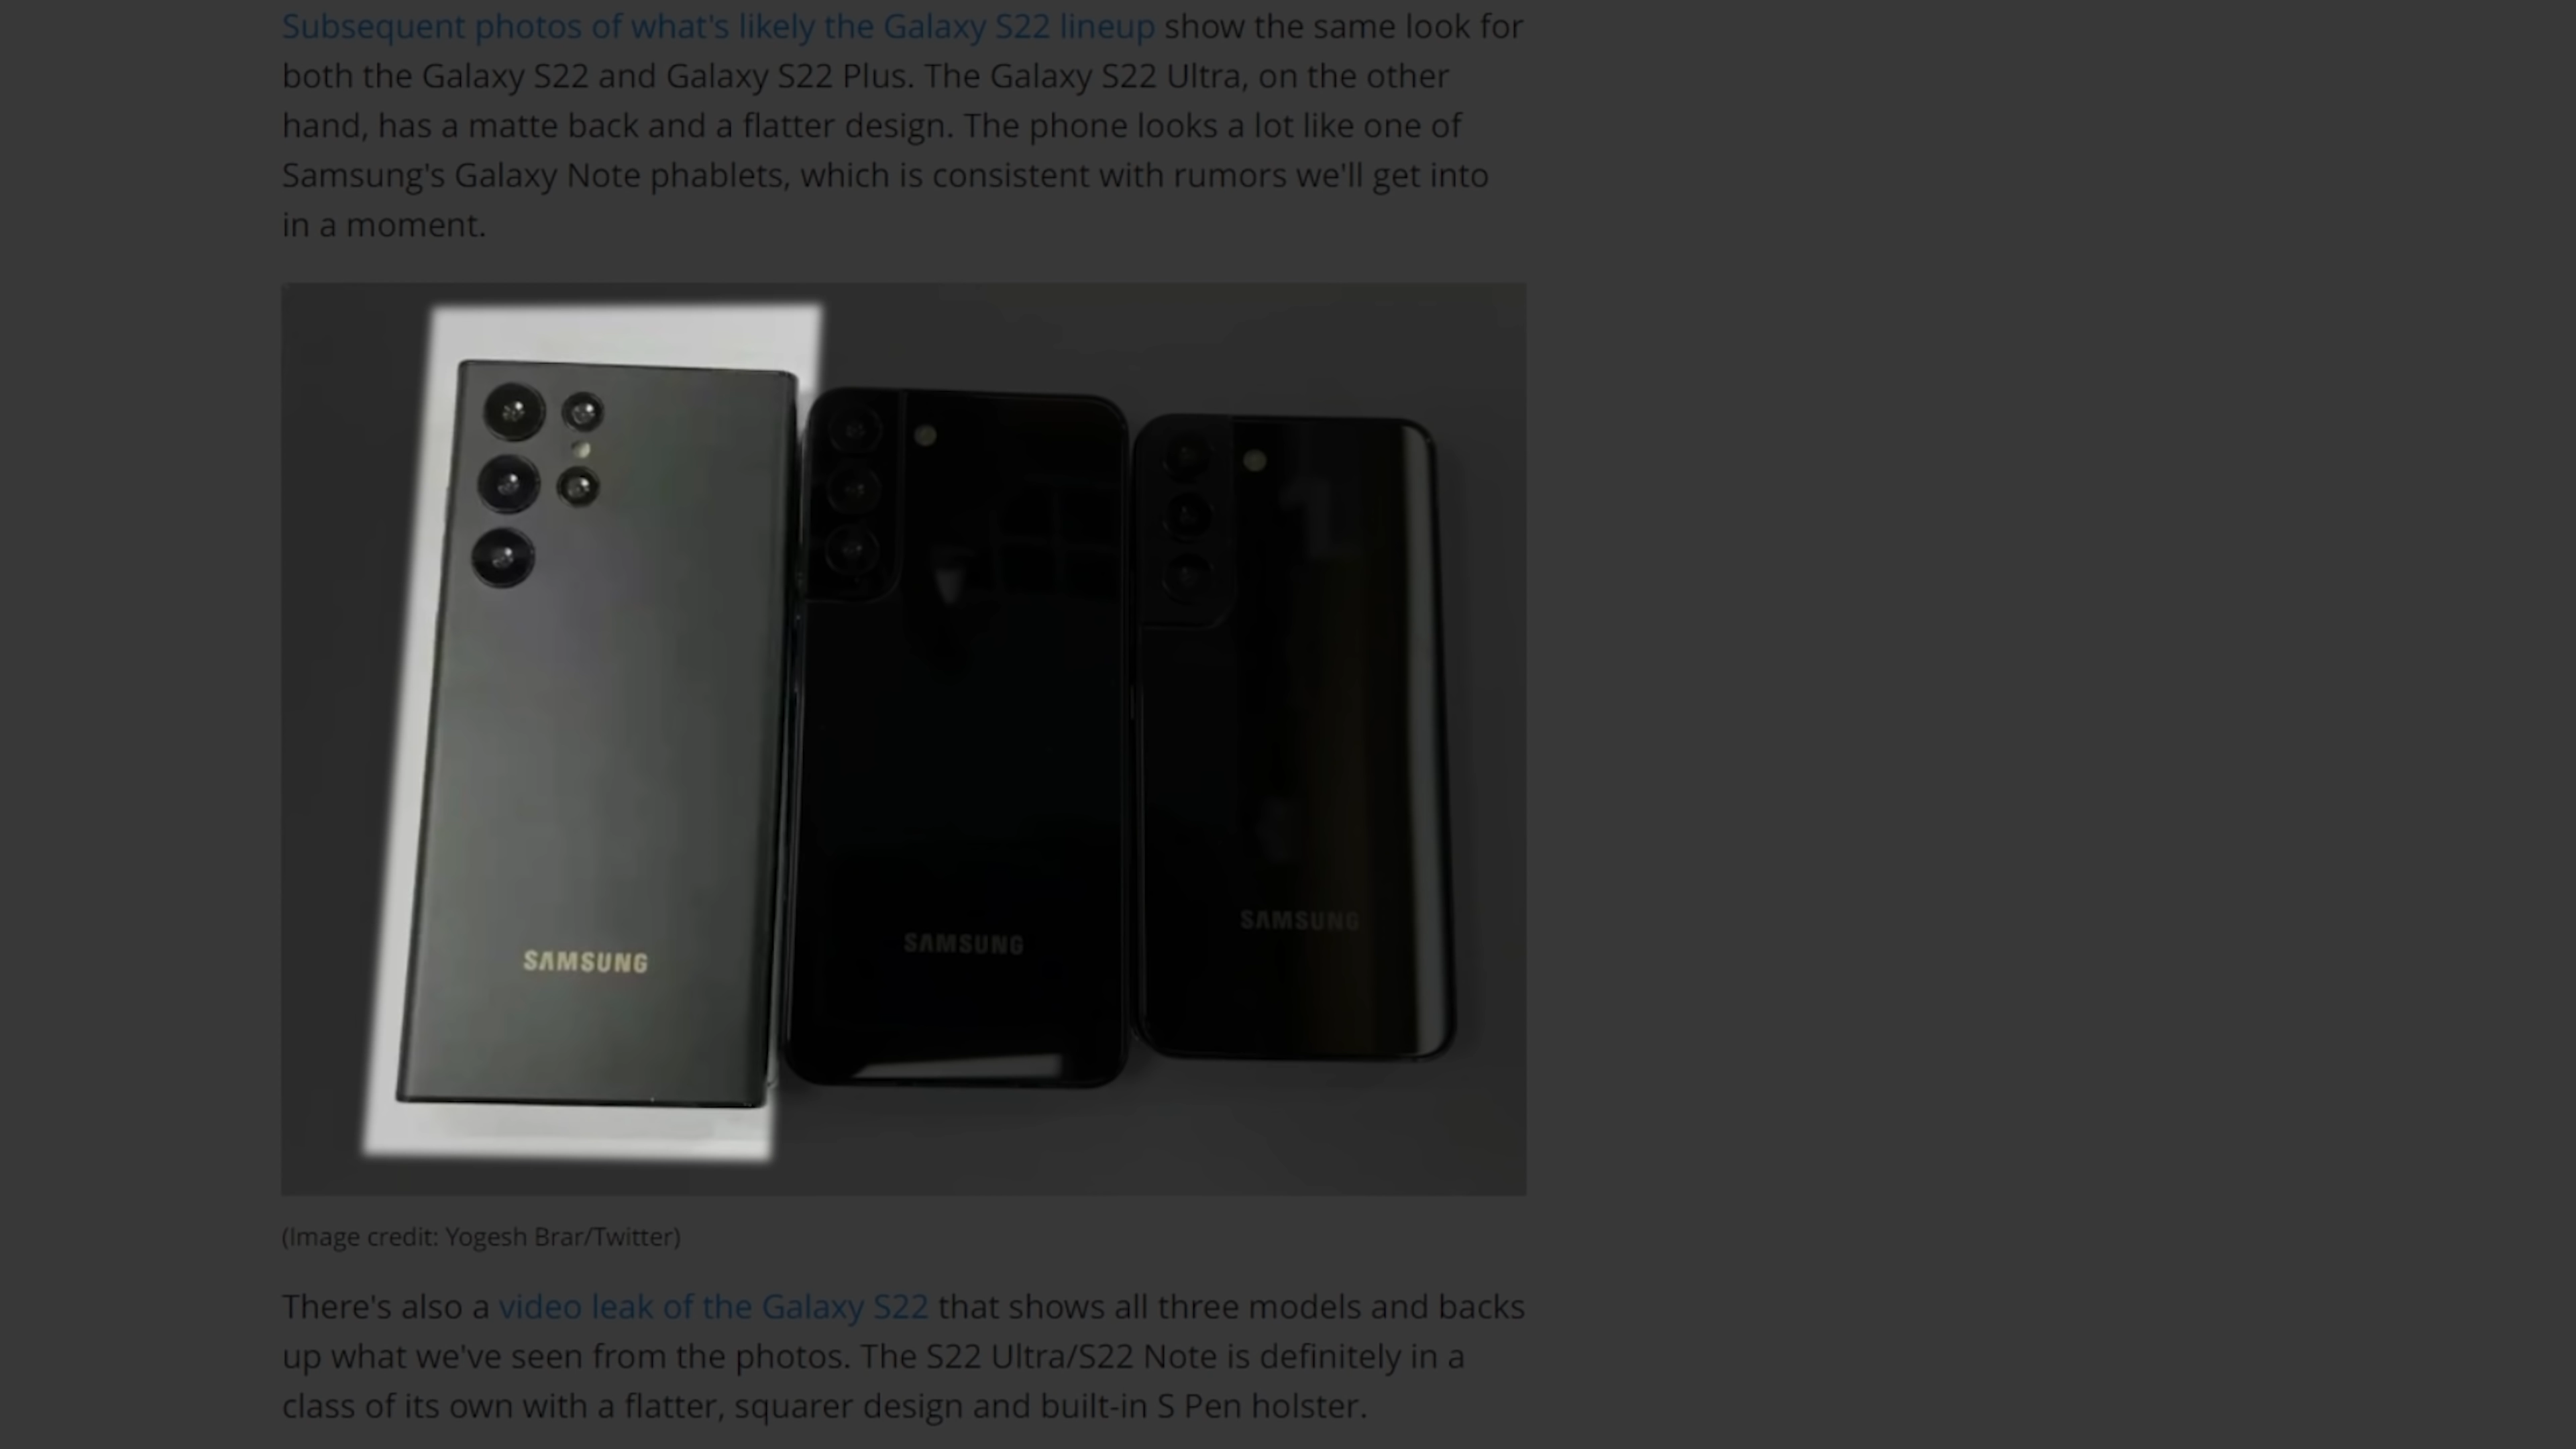 Subsequent photos of what's likely the Galaxy S22 lineup show the same look for
both the Galaxy S22 and Galaxy S22 Plus. The Galaxy S22 Ultra, on the other
hand, has a matte back and a flatter design. The phone looks a lot like one of
Samsung's Galaxy Note phablets, which is consistent with rumors we'll get into
in a moment.
SAMSUNG
SAMSUNG
SAMSUNG
(Image credit: Yogesh Brar/Twitter)
There's also a video leak of the Galaxy S22 that shows all three models and backs
up what we've seen from the photos. The S22 Ultra/S22 Note is definitely in a
class of its own with a flatter, squarer design and built-in S Pen holster.